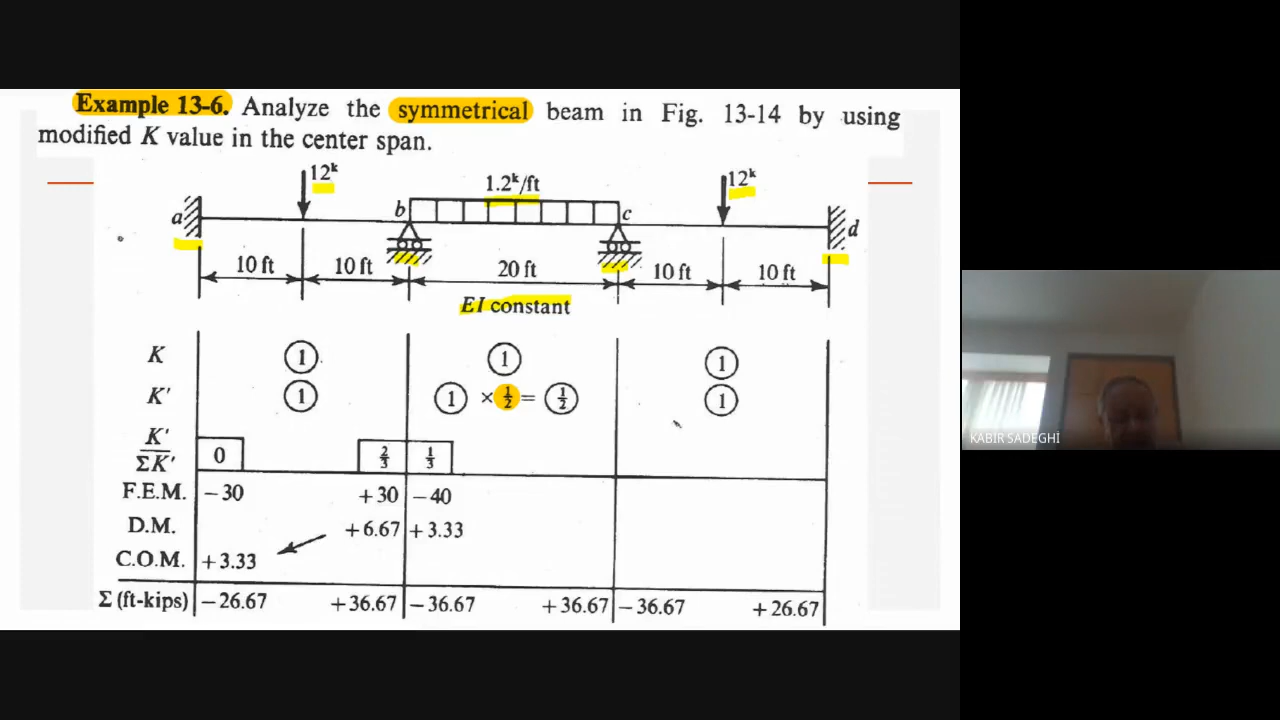 Example 13-6. Analyze the symmetrical beam in Fig. 13-14 by using
modified K value in the center span.
12ᵏ
1.2ᵏ/ft
12ᵏ
a
b
c
d
10 ft
10 ft
20 ft
10 ft
10 ft
EI constant
K 1 1 1
K' 1 1 × 1/2 = 1/2 1
K'/ΣK' 0 2/3 1/3
F.E.M. −30 +30 −40
D.M. +6.67 +3.33
C.O.M. +3.33
Σ (ft-kips) −26.67 +36.67 −36.67 +36.67 −36.67 +26.67
KABIR SADEGHİ